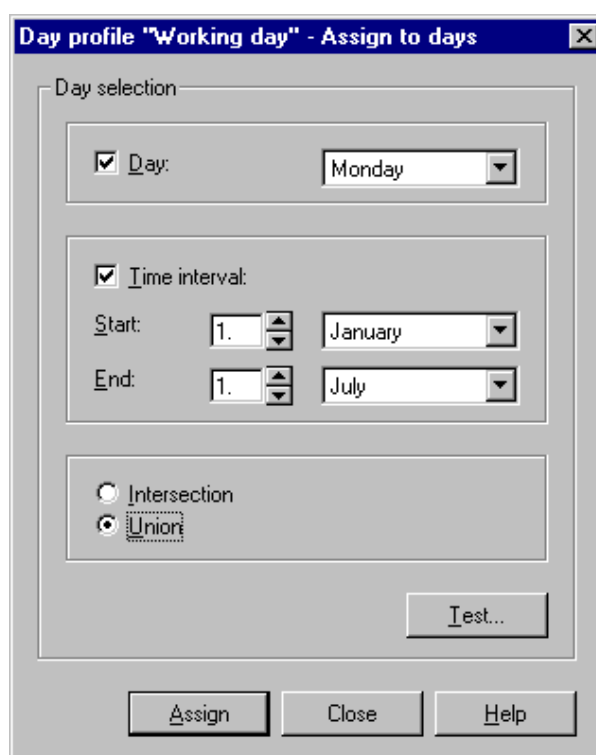 Day profile "Working day" - Assign to days
Day selection
Day: Monday
Time interval:
Start: 1. January
End: 1. July
Intersection
Union
Test...
Assign Close Help